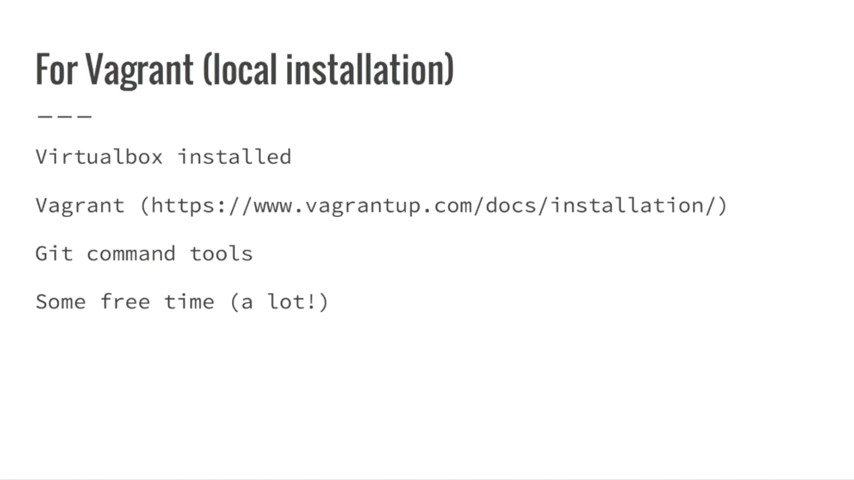 For Vagrant (local installation)
Virtualbox installed
Vagrant (https://www.vagrantup.com/docs/installation/)
Git command tools
Some free time (a lot!)